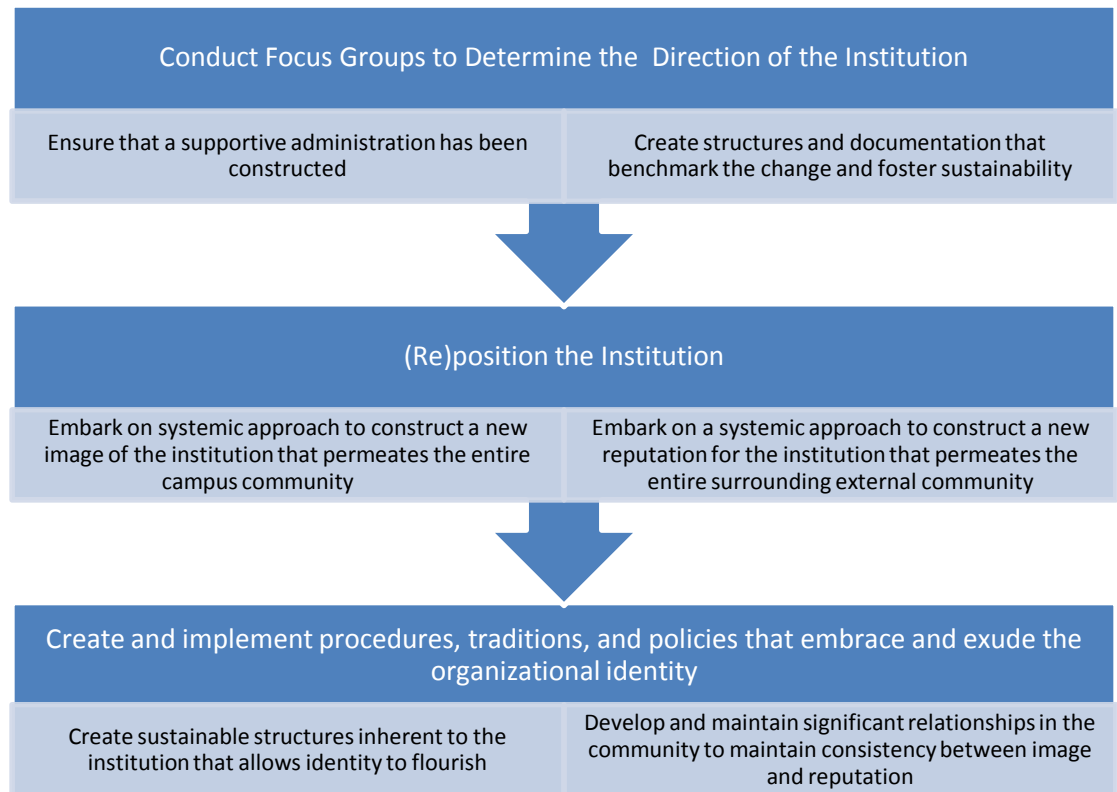 Conduct Focus Groups to Determine the Direction of the Institution
Ensure that a supportive administration has been
constructed
Create structures and documentation that
benchmark the change and foster sustainability
(Re)position the Institution
Embark on systemic approach to construct a new
image of the institution that permeates the entire
campus community
Embark on a systemic approach to construct a new
reputation for the institution that permeates the
entire surrounding external community
Create and implement procedures, traditions, and policies that embrace and exude the
organizational identity
Create sustainable structures inherent to the
institution that allows identity to flourish
Develop and maintain significant relationships in the
community to maintain consistency between image
and reputation